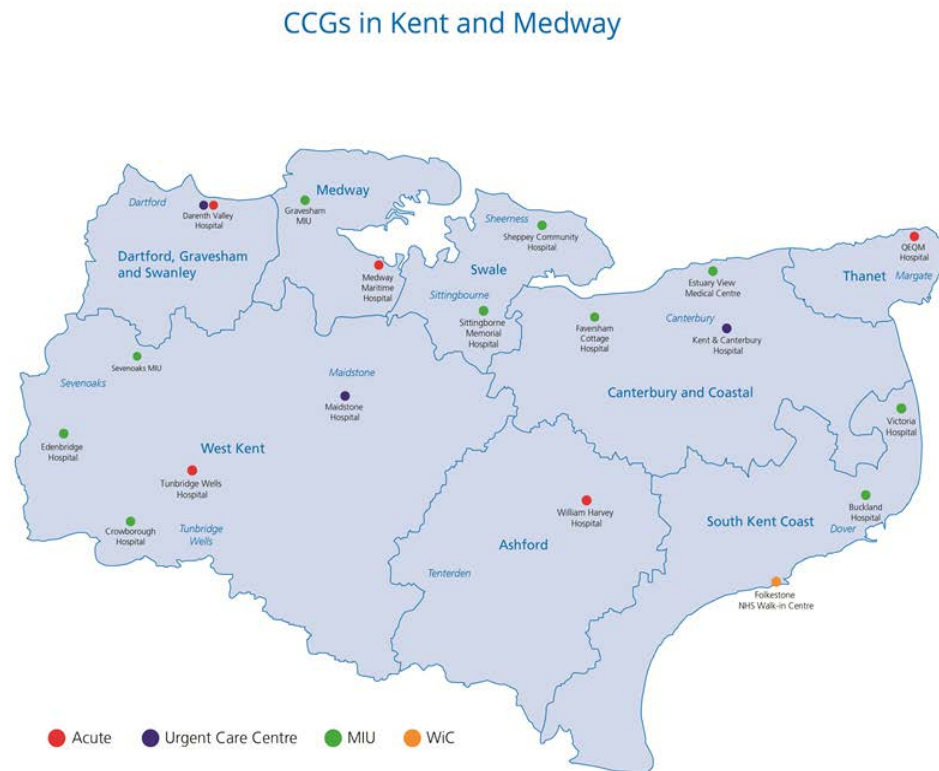 CCGs in Kent and Medway
Dartford
Darenth Valley
Hospital
Dartford, Gravesham
and Swanley
Medway
Gravesham
MIU
Medway
Maritime
Hospital
Sheerness
Sheppey Community
Hospital
Swale
Sittingbourne
Sittingborne
Memorial
Hospital
QEQM
Hospital
Thanet
Margate
Estuary View
Medical Centre
Faversham
Cottage
Hospital
Canterbury
Kent & Canterbury
Hospital
Canterbury and Coastal
Sevenoaks MIU
Sevenoaks
Maidstone
Maidstone
Hospital
Edenbridge
Hospital
West Kent
Tunbridge Wells
Hospital
Crowborough
Hospital
Tunbridge
Wells
Victoria
Hospital
William Harvey
Hospital
Ashford
Tenterden
South Kent Coast
Buckland
Hospital
Dover
Folkestone
NHS Walk-in Centre
Acute
Urgent Care Centre
MIU
WiC